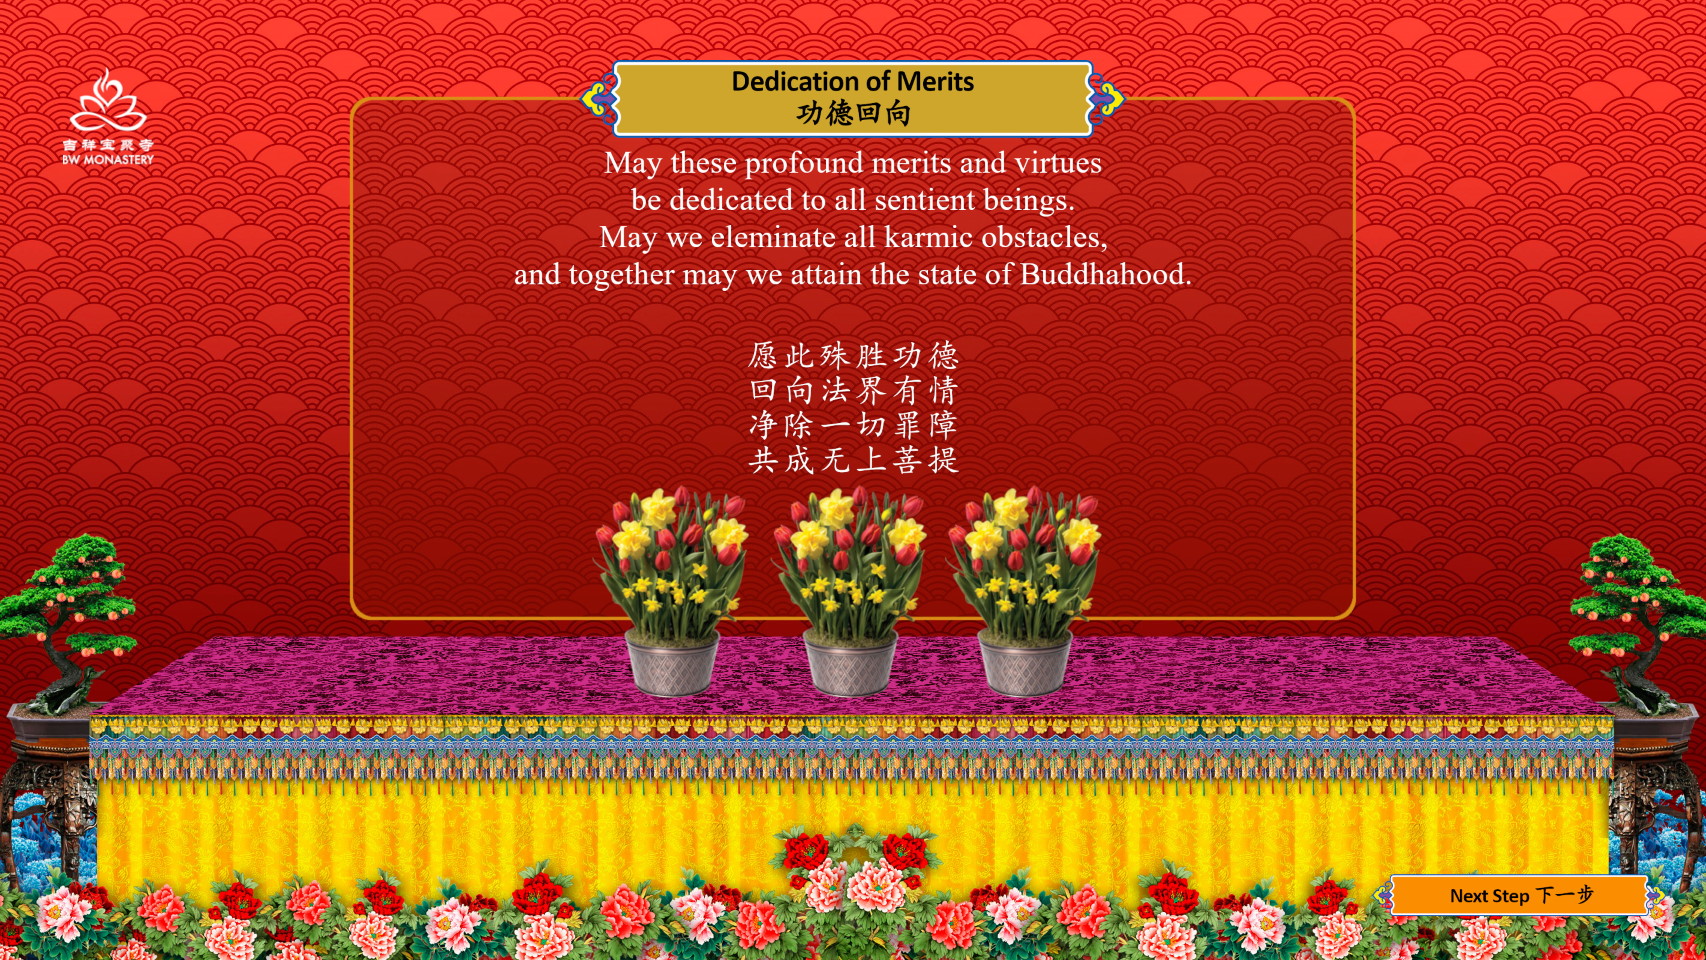 吉祥宝聚寺
BW MONASTERY
Dedication of Merits
功德回向
May these profound merits and virtues
be dedicated to all sentient beings.
May we eleminate all karmic obstacles,
and together may we attain the state of Buddhahood.
愿此殊胜功德
回向法界有情
净除一切罪障
共成无上菩提
Next Step 下一步